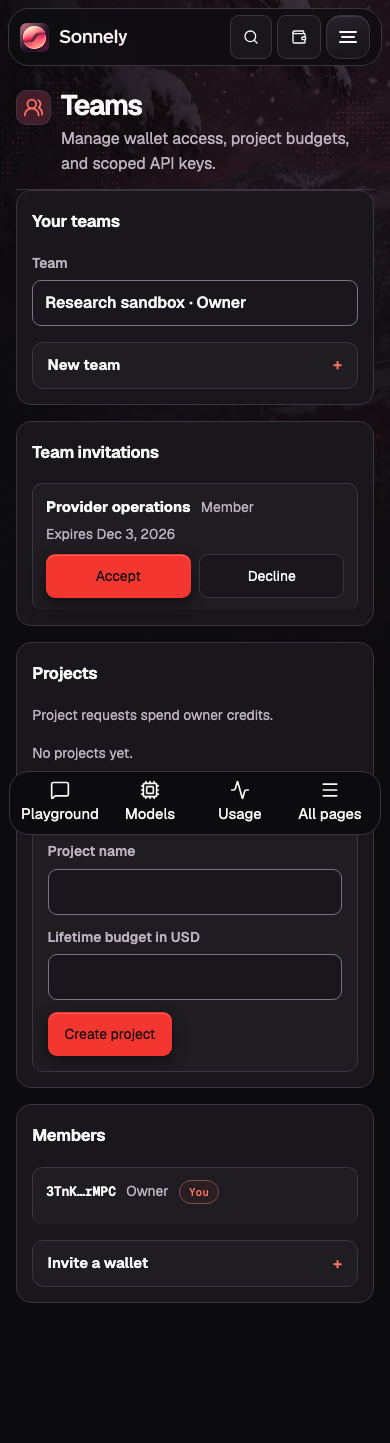 Sonnely
Teams
Manage wallet access, project budgets,
and scoped API keys.
Your teams
Team
Research sandbox · Owner
New team +
Team invitations
Provider operations Member
Expires Dec 3, 2026
Accept Decline
Projects
Project requests spend owner credits.
No projects yet.
Playground Models Usage All pages
Project name
Lifetime budget in USD
Create project
Members
3TnK…rMPC Owner You
Invite a wallet +